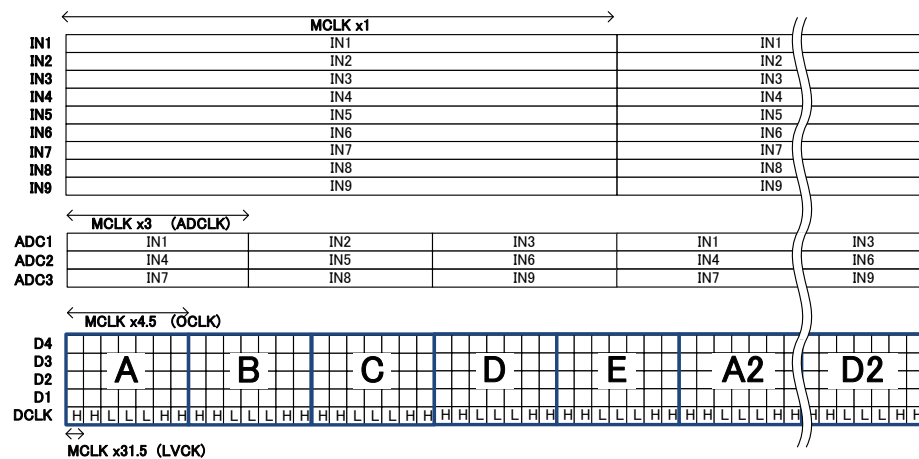 MCLK x1
IN1 IN1 IN1
IN2 IN2 IN2
IN3 IN3 IN3
IN4 IN4 IN4
IN5 IN5 IN5
IN6 IN6 IN6
IN7 IN7 IN7
IN8 IN8 IN8
IN9 IN9 IN9
MCLK x3 (ADCLK)
ADC1 IN1 IN2 IN3 IN1 IN3
ADC2 IN4 IN5 IN6 IN4 IN6
ADC3 IN7 IN8 IN9 IN7 IN9
MCLK x4.5 (OCLK)
D4
D3
A B C D E A2 D2
D2
D1
DCLK H H L L L H H H H L L L H H H H L L L H H H H L L L H H H H L L L H H H H L L L H H H H L L L H H
MCLK x31.5 (LVCK)